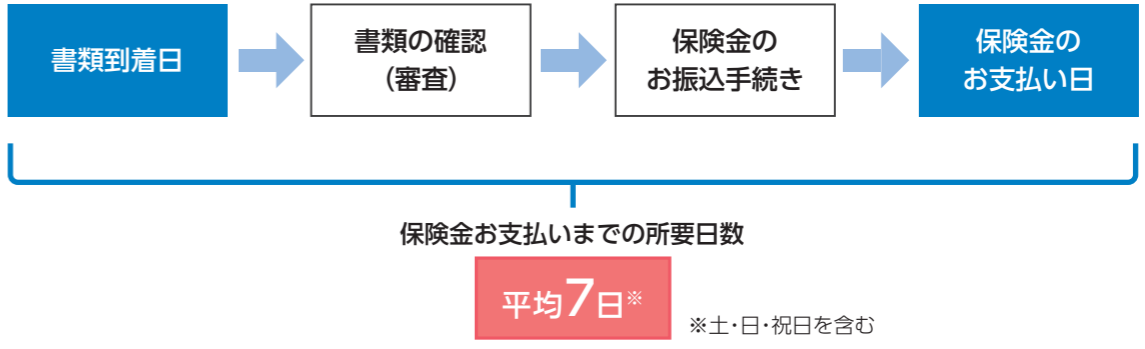 書類到着日
書類の確認
（審査）
保険金の
お振込手続き
保険金の
お支払い日
保険金お支払いまでの所要日数
平均7日※
※土・日・祝日を含む